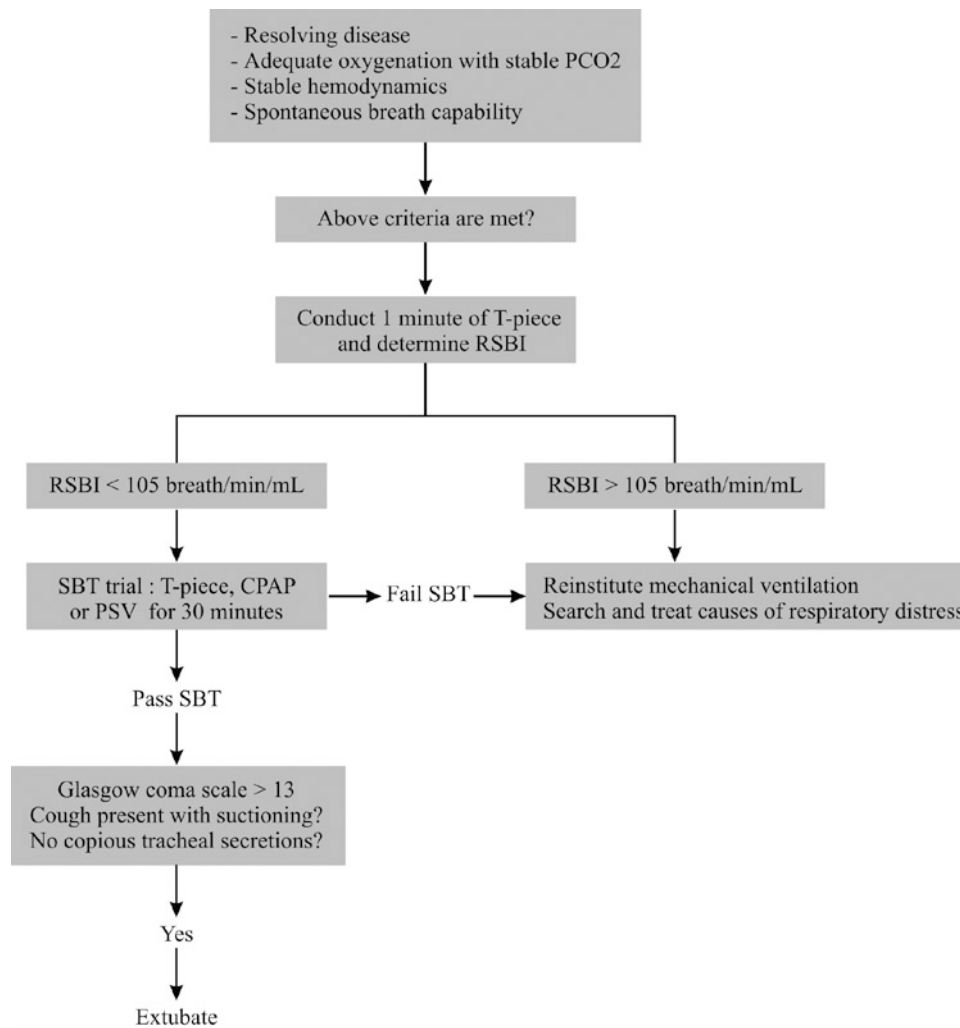 - Resolving disease
- Adequate oxygenation with stable PCO2
- Stable hemodynamics
- Spontaneous breath capability
Above criteria are met?
Conduct 1 minute of T-piece
and determine RSBI
RSBI < 105 breath/min/mL
RSBI > 105 breath/min/mL
SBT trial : T-piece, CPAP
or PSV for 30 minutes
Fail SBT
Reinstitute mechanical ventilation
Search and treat causes of respiratory distress
Pass SBT
Glasgow coma scale > 13
Cough present with suctioning?
No copious tracheal secretions?
Yes
Extubate